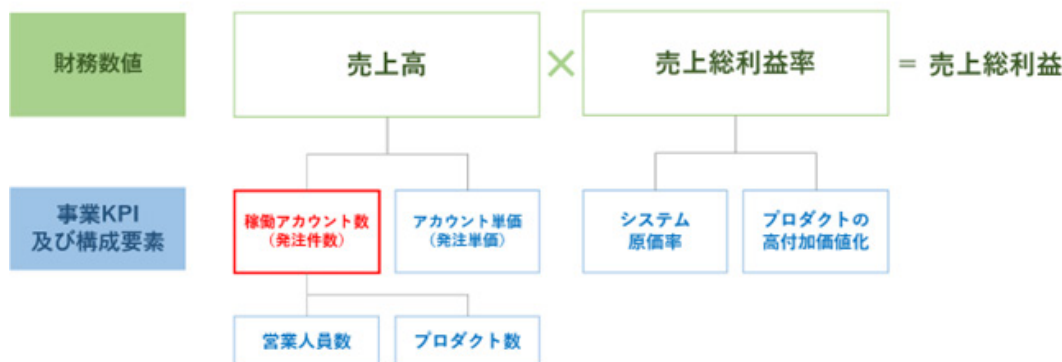 財務数値
売上高
×
売上総利益率
= 売上総利益
事業KPI
及び構成要素
稼働アカウント数
(発注件数)
アカウント単価
(発注単価)
システム
原価率
プロダクトの
高付加価値化
営業人員数
プロダクト数